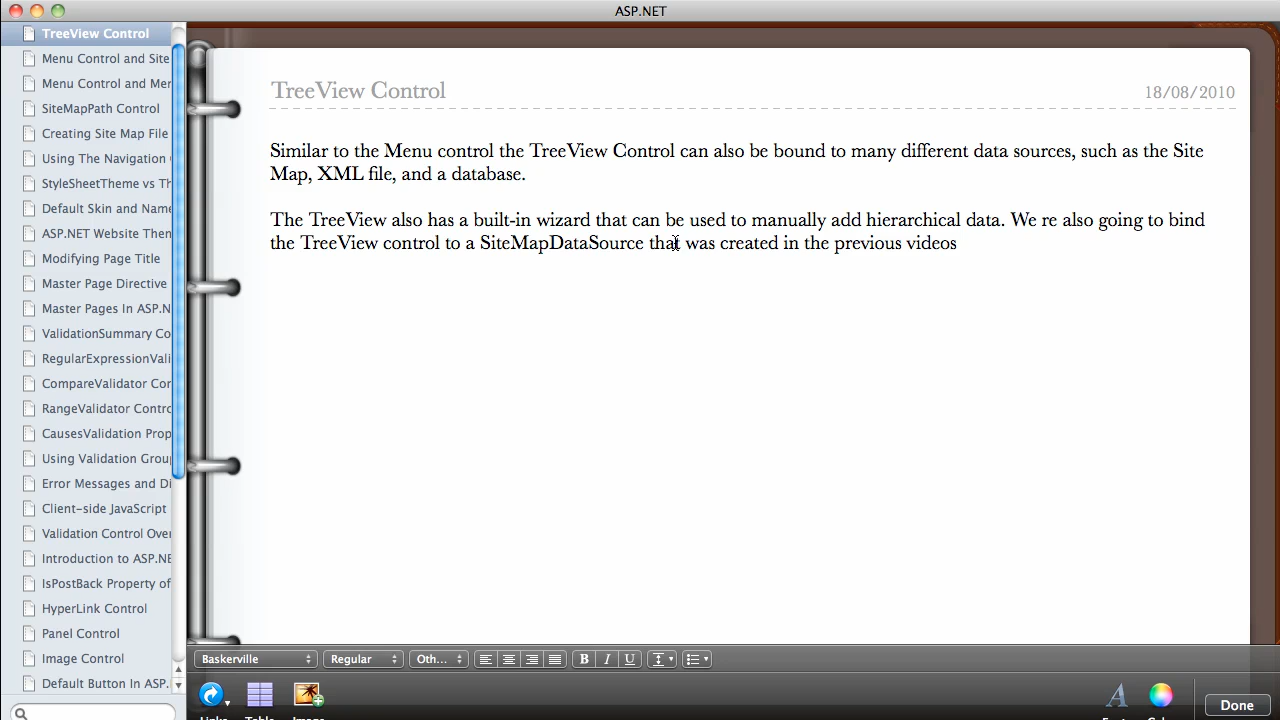 ASP.NET
TreeView Control
Menu Control and Site
Menu Control and Mer
SiteMapPath Control
Creating Site Map File
Using The Navigation
StyleSheetTheme vs Th
Default Skin and Name
ASP.NET Website Then
Modifying Page Title
Master Page Directive
Master Pages In ASP.N
ValidationSummary Co
RegularExpressionVali
CompareValidator Cor
RangeValidator Contro
CausesValidation Prop
Using Validation Grou
Error Messages and Di
Client-side JavaScript
Validation Control Over
Introduction to ASP.NE
IsPostBack Property of
HyperLink Control
Panel Control
Image Control
Default Button In ASP.
TreeView Control 18/08/2010
Similar to the Menu control the TreeView Control can also be bound to many different data sources, such as the Site
Map, XML file, and a database.
The TreeView also has a built-in wizard that can be used to manually add hierarchical data. We re also going to bind
the TreeView control to a SiteMapDataSource that was created in the previous videos
Baskerville Regular Oth... B I U
A Done